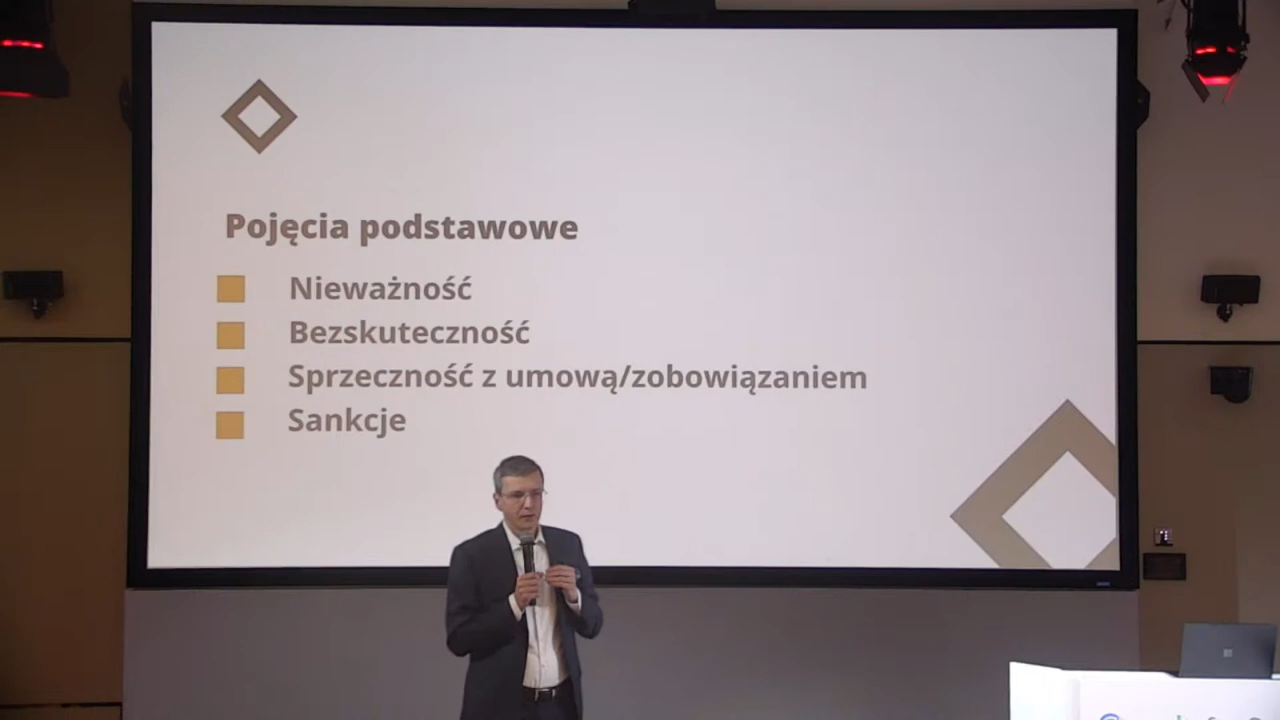 Pojęcia podstawowe
Nieważność
Bezskuteczność
Sprzeczność z umową/zobowiązaniem
Sankcje